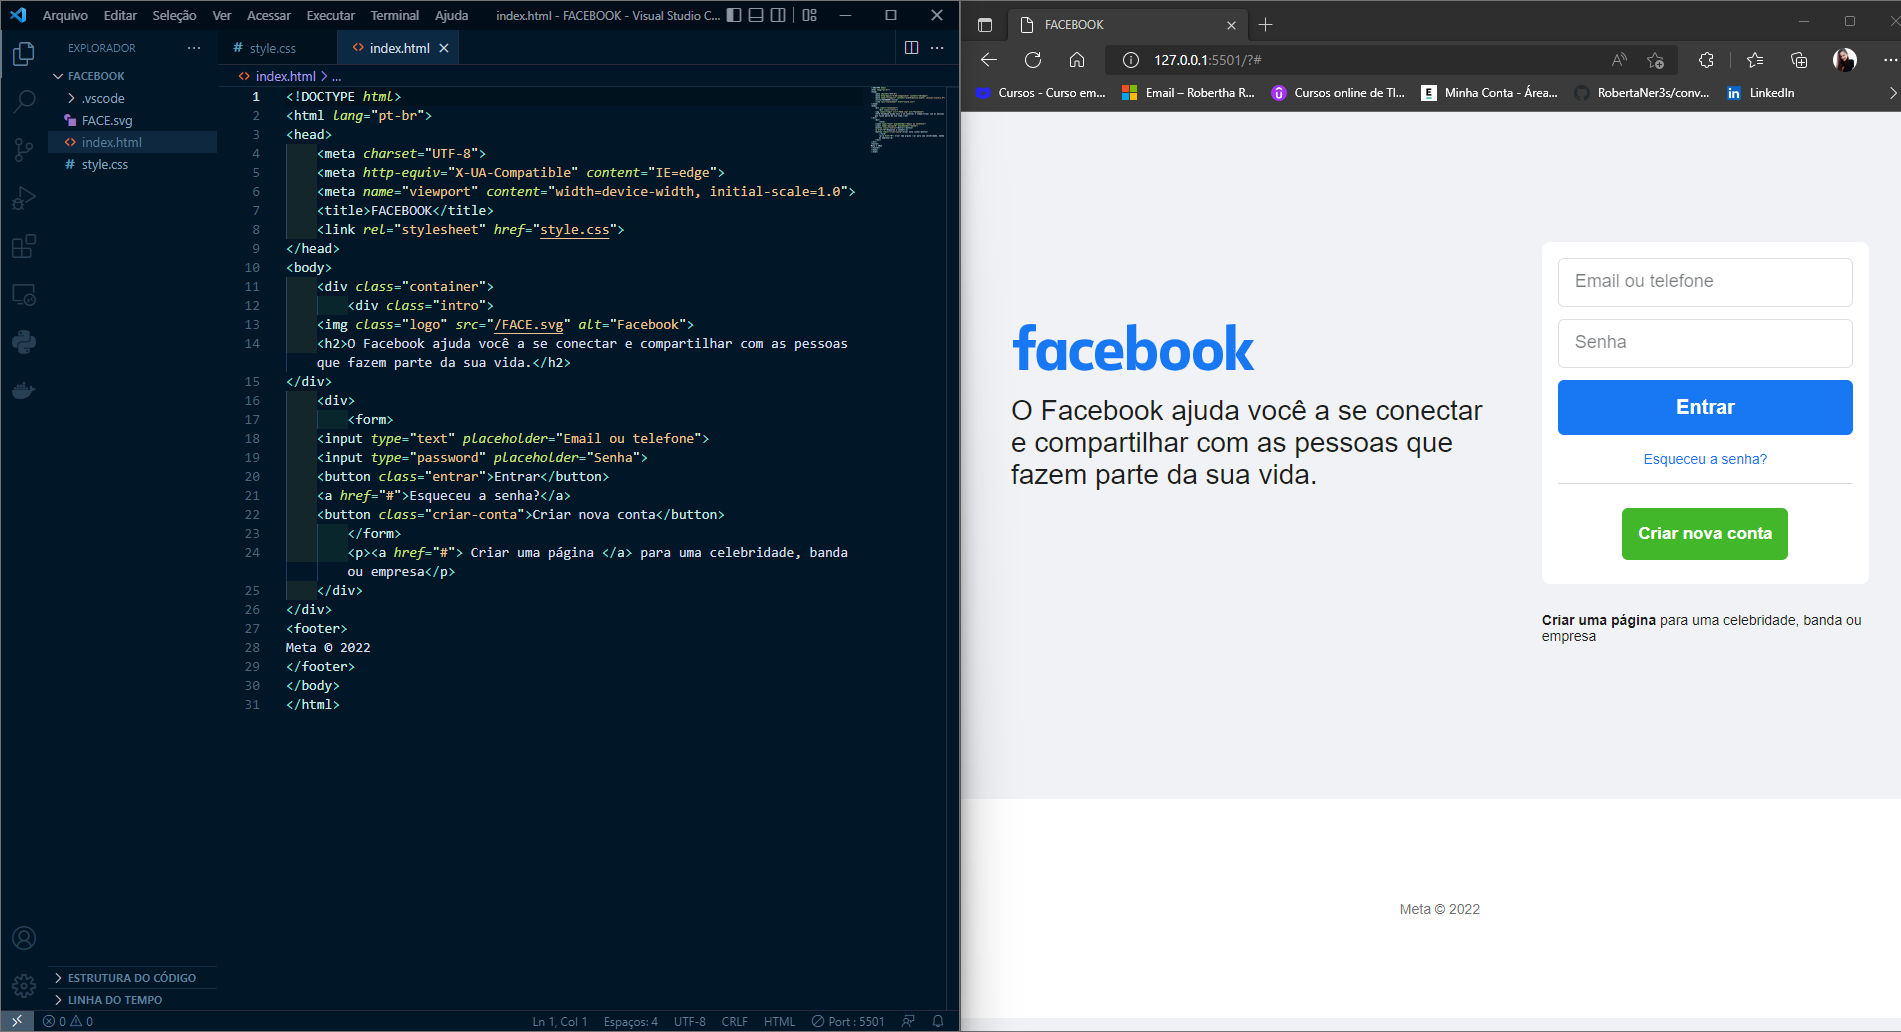 Arquivo Editar Seleção Ver Acessar Executar Terminal Ajuda index.html - FACEBOOK - Visual Studio C...
EXPLORADOR ...
FACEBOOK
.vscode
FACE.svg
index.html
# style.css
# style.css
index.html
index.html > ...
1 <!DOCTYPE html>
2 <html lang="pt-br">
3 <head>
4 <meta charset="UTF-8">
5 <meta http-equiv="X-UA-Compatible" content="IE=edge">
6 <meta name="viewport" content="width=device-width, initial-scale=1.0">
7 <title>FACEBOOK</title>
8 <link rel="stylesheet" href="style.css">
9 </head>
10 <body>
11 <div class="container">
12 <div class="intro">
13 <img class="logo" src="/FACE.svg" alt="Facebook">
14 <h2>O Facebook ajuda você a se conectar e compartilhar com as pessoas
que fazem parte da sua vida.</h2>
15 </div>
16 <div>
17 <form>
18 <input type="text" placeholder="Email ou telefone">
19 <input type="password" placeholder="Senha">
20 <button class="entrar">Entrar</button>
21 <a href="#">Esqueceu a senha?</a>
22 <button class="criar-conta">Criar nova conta</button>
23 </form>
24 <p><a href="#"> Criar uma página </a> para uma celebridade, banda
ou empresa</p>
25 </div>
26 </div>
27 <footer>
28 Meta © 2022
29 </footer>
30 </body>
31 </html>
ESTRUTURA DO CÓDIGO
LINHA DO TEMPO
0 0 Ln 1, Col 1 Espaços: 4 UTF-8 CRLF HTML Port : 5501
FACEBOOK
127.0.0.1:5501/?#
Cursos - Curso em... Email – Robertha R... Cursos online de TI... Minha Conta - Área... RobertaNer3s/conv... LinkedIn
facebook
O Facebook ajuda você a se conectar
e compartilhar com as pessoas que
fazem parte da sua vida.
Email ou telefone
Senha
Entrar
Esqueceu a senha?
Criar nova conta
Criar uma página para uma celebridade, banda ou
empresa
Meta © 2022